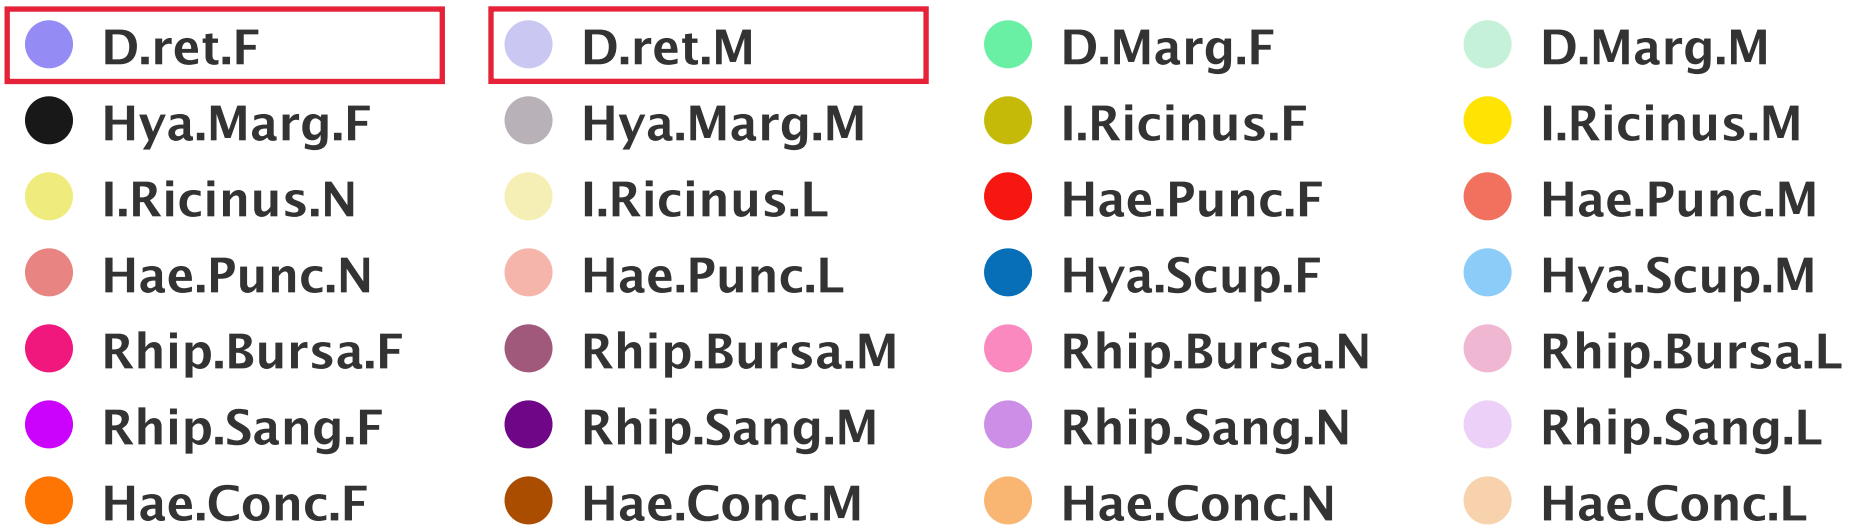 D.ret.F D.ret.M D.Marg.F D.Marg.M
Hya.Marg.F Hya.Marg.M I.Ricinus.F I.Ricinus.M
I.Ricinus.N I.Ricinus.L Hae.Punc.F Hae.Punc.M
Hae.Punc.N Hae.Punc.L Hya.Scup.F Hya.Scup.M
Rhip.Bursa.F Rhip.Bursa.M Rhip.Bursa.N Rhip.Bursa.L
Rhip.Sang.F Rhip.Sang.M Rhip.Sang.N Rhip.Sang.L
Hae.Conc.F Hae.Conc.M Hae.Conc.N Hae.Conc.L